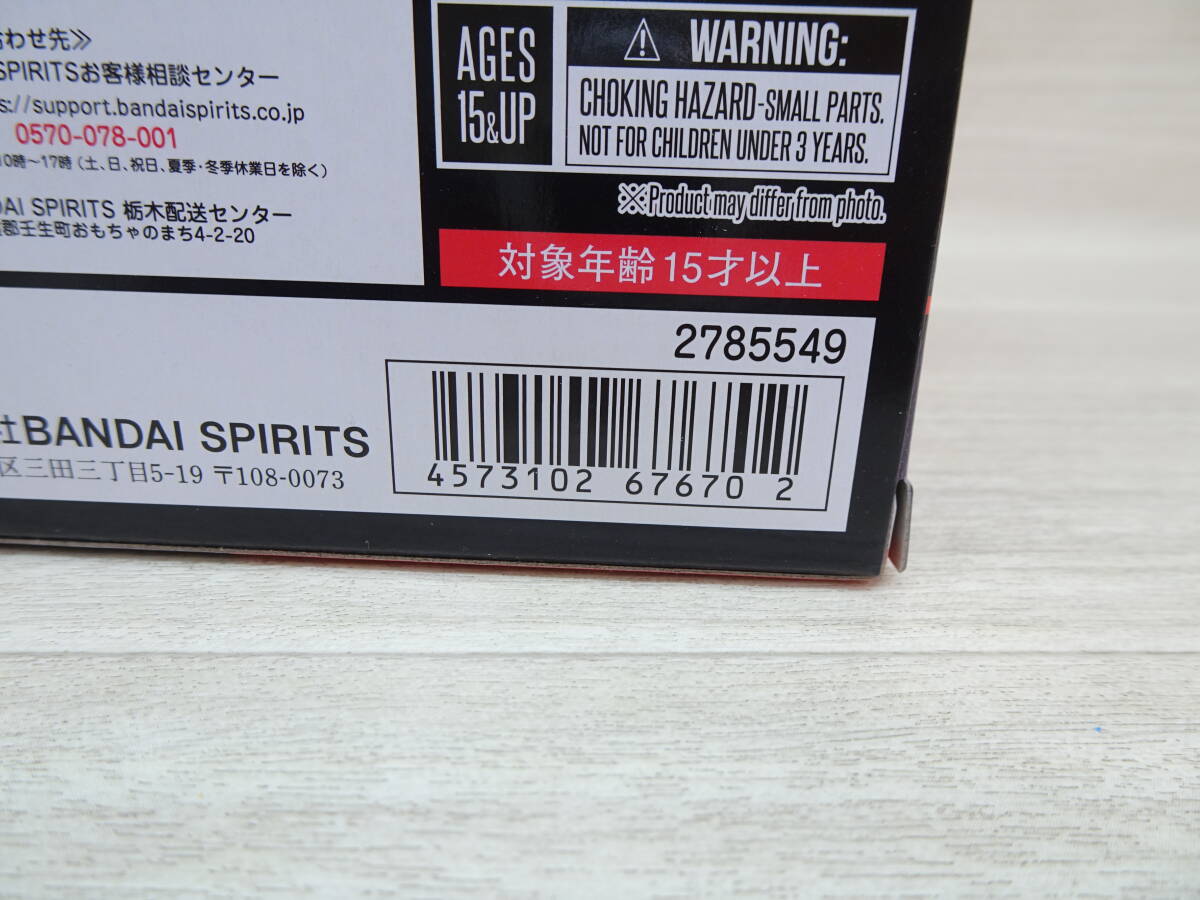 わせ先≫
SPIRITSお客様相談センター
s://support.bandaispirits.co.jp
0570-078-001
10時〜17時(土、日、祝日、夏季・冬季休業日を除く)
DAI SPIRITS 栃木配送センター
郡壬生町おもちゃのまち4-2-20
AGES
15&UP
⚠ WARNING:
CHOKING HAZARD-SMALL PARTS.
NOT FOR CHILDREN UNDER 3 YEARS.
※Product may differ from photo.
対象年齢15才以上
2785549
社BANDAI SPIRITS
区三田三丁目5-19 〒108-0073
4573102 67670 2